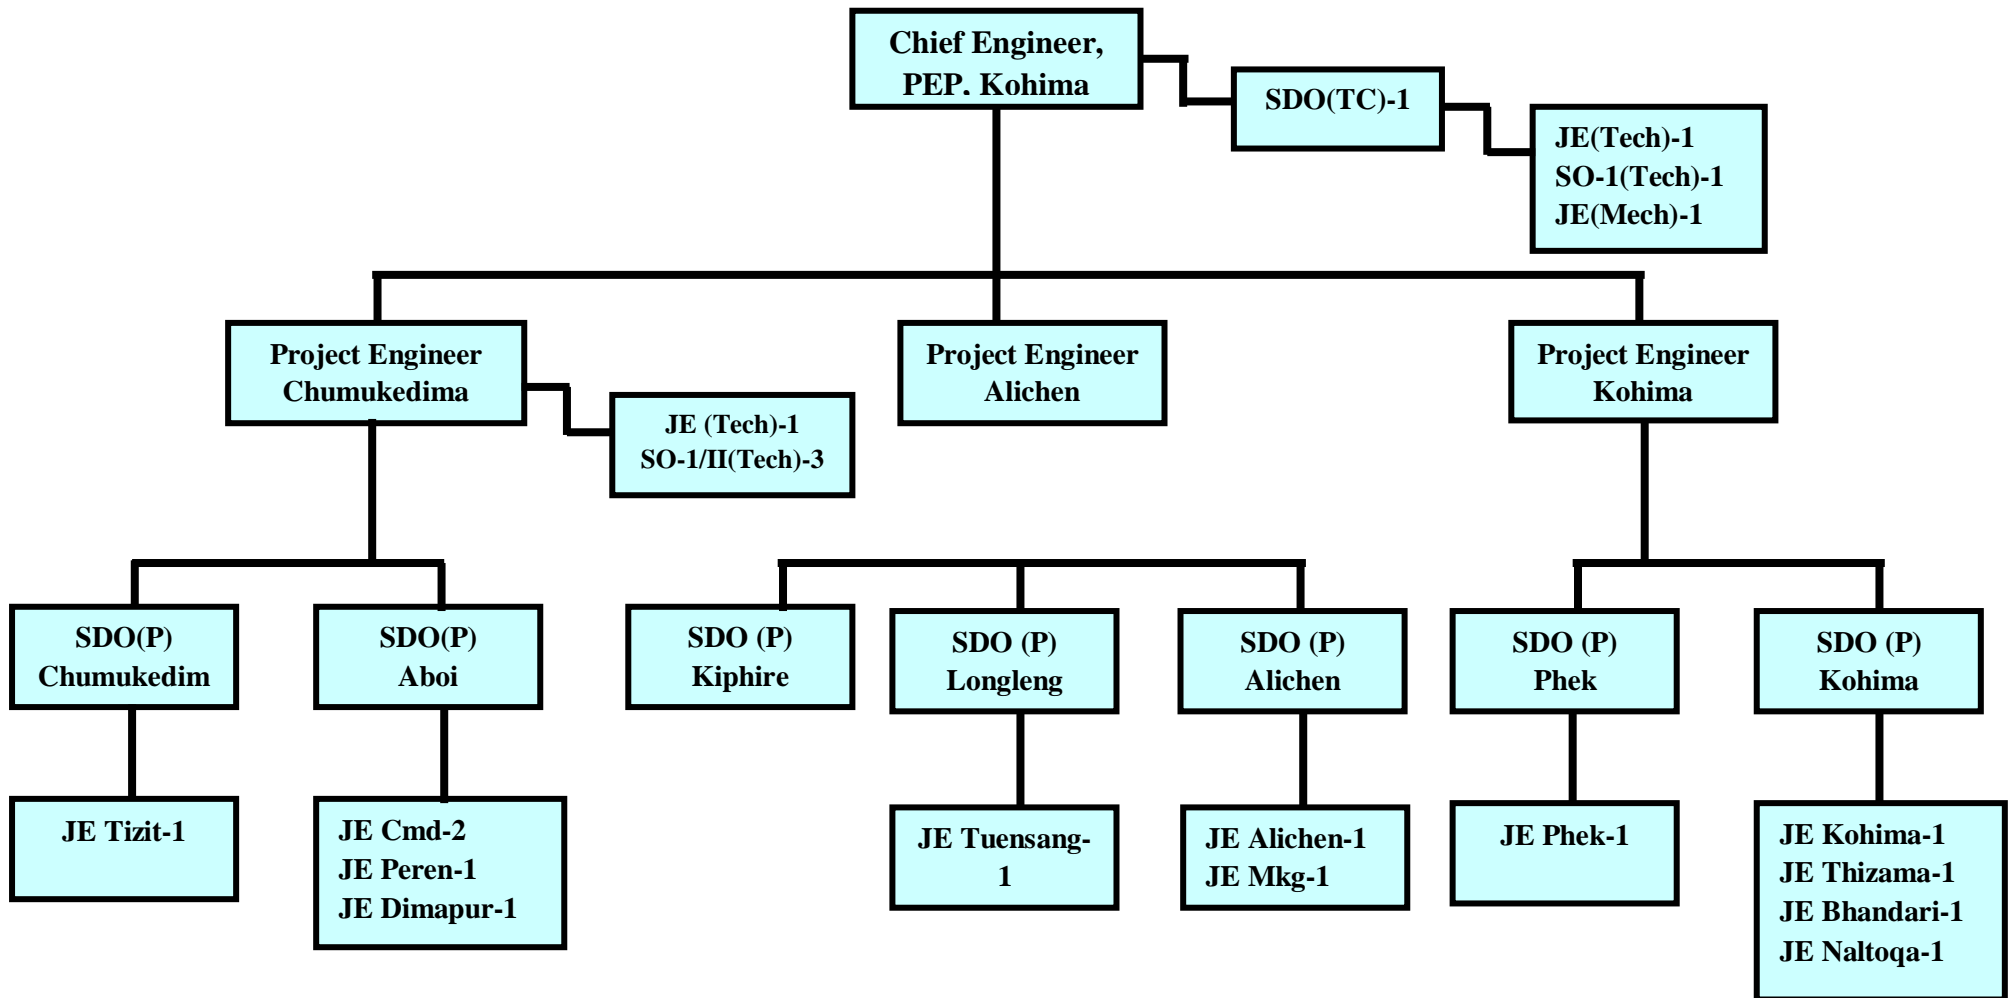 Chief Engineer,
PEP, Kohima
SDO(TC)-1
JE(Tech)-1
SO-1(Tech)-1
JE(Mech)-1
Project Engineer
Chumukedima
Project Engineer
Alichen
Project Engineer
Kohima
JE (Tech)-1
SO-1/II(Tech)-3
SDO(P)
Chumukedim
SDO(P)
Aboi
SDO (P)
Kiphire
SDO (P)
Longleng
SDO (P)
Alichen
SDO (P)
Phek
SDO (P)
Kohima
JE Tizit-1
JE Cmd-2
JE Peren-1
JE Dimapur-1
JE Tuensang-
1
JE Alichen-1
JE Mkg-1
JE Phek-1
JE Kohima-1
JE Thizama-1
JE Bhandari-1
JE Naltoqa-1